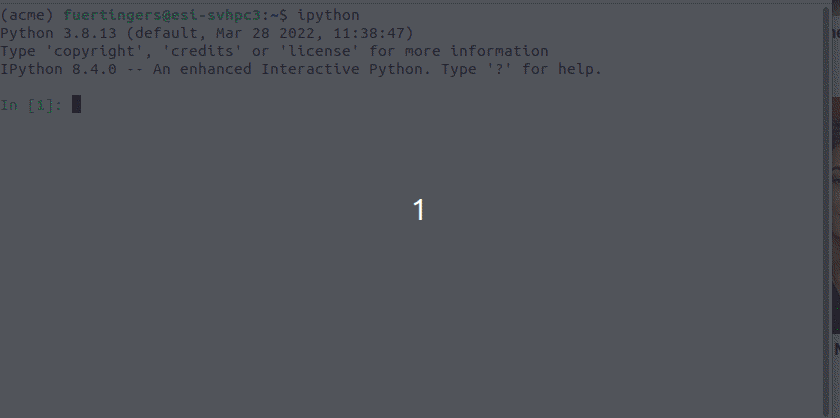 (acme) fuertingers@esi-svhpc3:~$ ipython
Python 3.8.13 (default, Mar 28 2022, 11:38:47)
Type 'copyright', 'credits' or 'license' for more information
IPython 8.4.0 -- An enhanced Interactive Python. Type '?' for help.
In [1]:
1